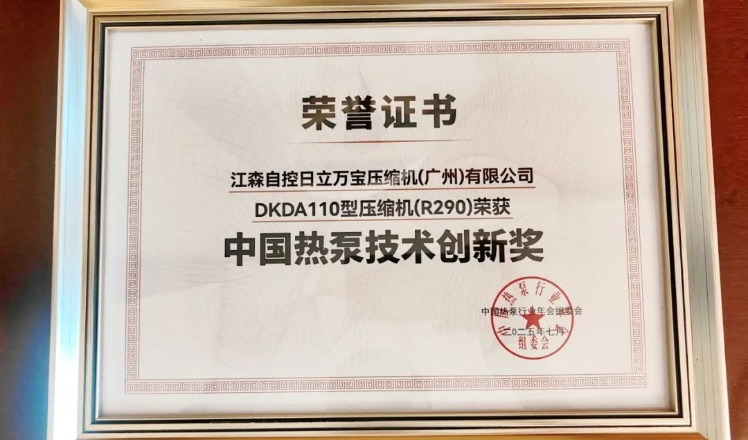 荣誉证书
江森自控日立万宝压缩机(广州)有限公司
DKDA110型压缩机(R290)荣获
中国热泵技术创新奖
中国热泵行业年会组委会
二〇二五年七月
组委会